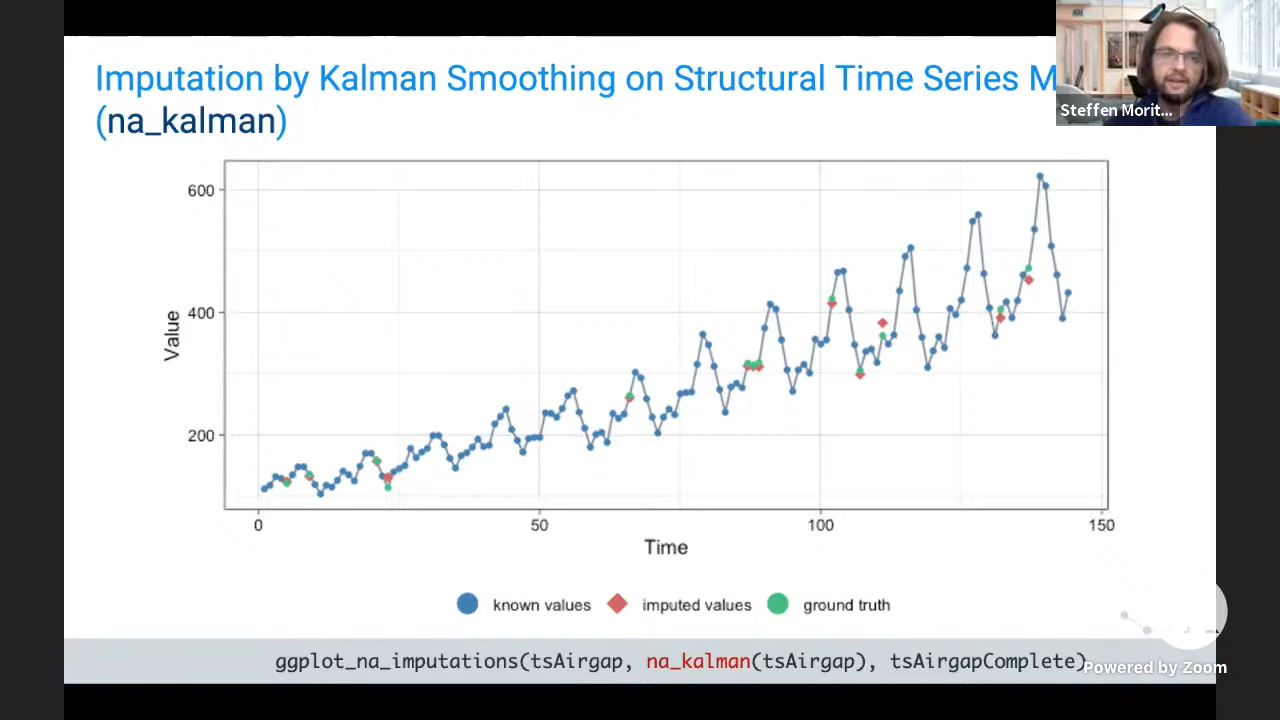 Imputation by Kalman Smoothing on Structural Time Series M
(na_kalman)
Steffen Morit...
600
400
200
Value
0
50
100
150
Time
known values
imputed values
ground truth
ggplot_na_imputations(tsAirgap, na_kalman(tsAirgap), tsAirgapComplete)
Powered by Zoom